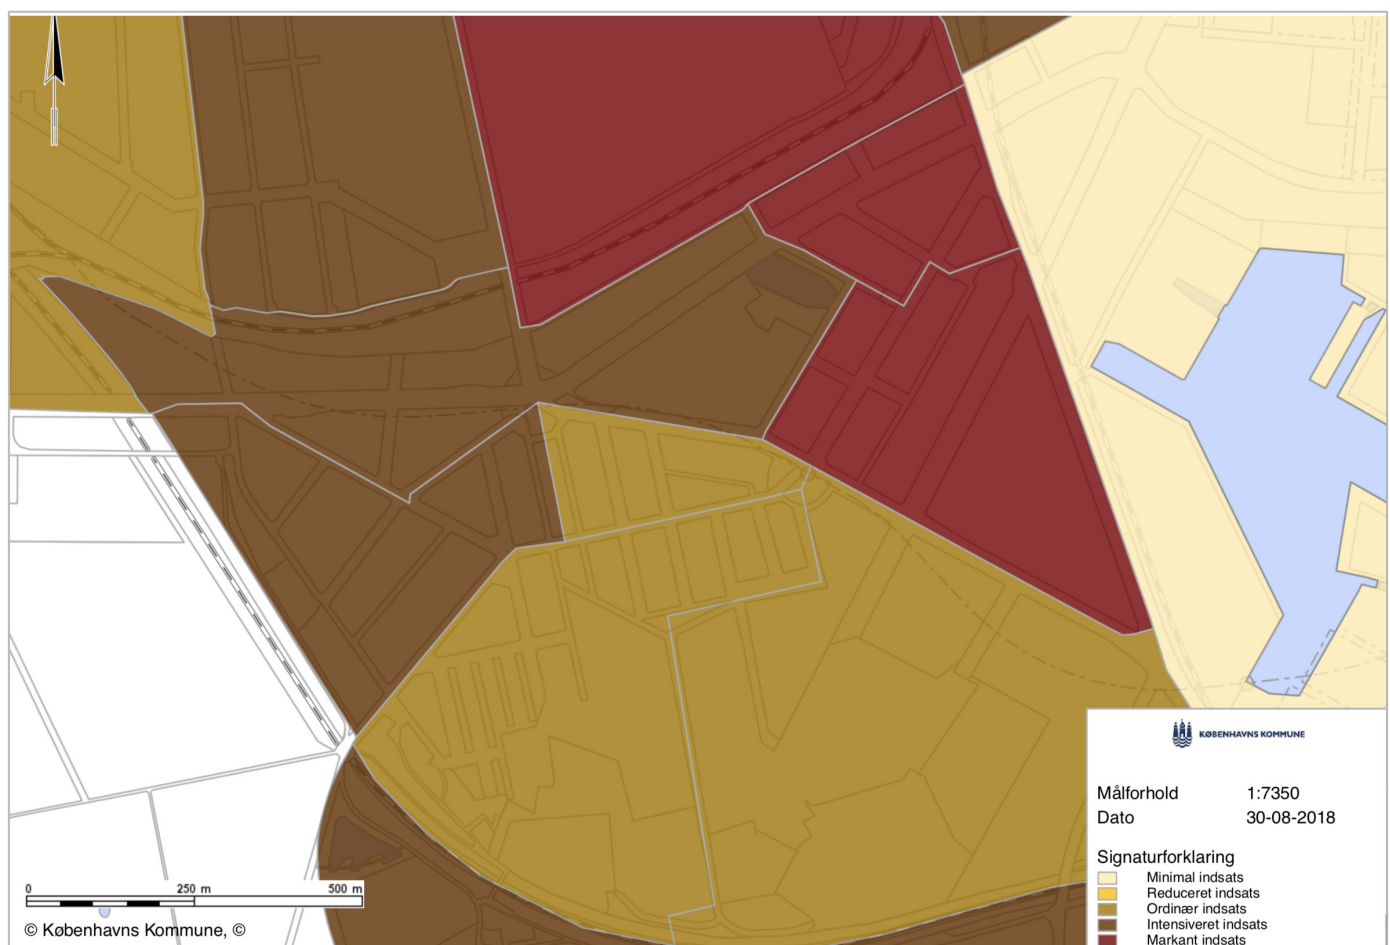 KØBENHAVNS KOMMUNE
Målforhold 1:7350
Dato 30-08-2018
Signaturforklaring
Minimal indsats
Reduceret indsats
Ordinær indsats
Intensiveret indsats
Markant indsats
0 250 m 500 m
© Københavns Kommune, ©